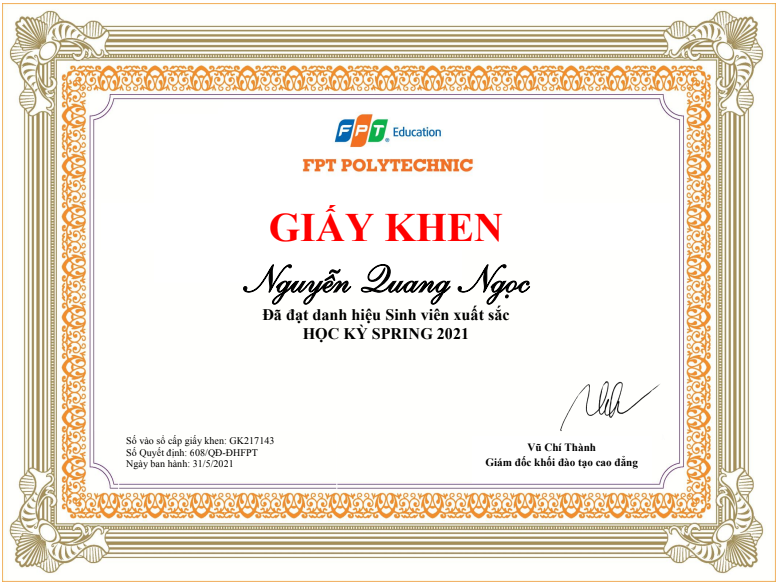 FPT Education
FPT POLYTECHNIC
GIẤY KHEN
Nguyễn Quang Ngọc
Đã đạt danh hiệu Sinh viên xuất sắc
HỌC KỲ SPRING 2021
Số vào sổ cấp giấy khen: GK217143
Số Quyết định: 608/QĐ-ĐHFPT
Ngày ban hành: 31/5/2021
Vũ Chí Thành
Giám đốc khối đào tạo cao đẳng